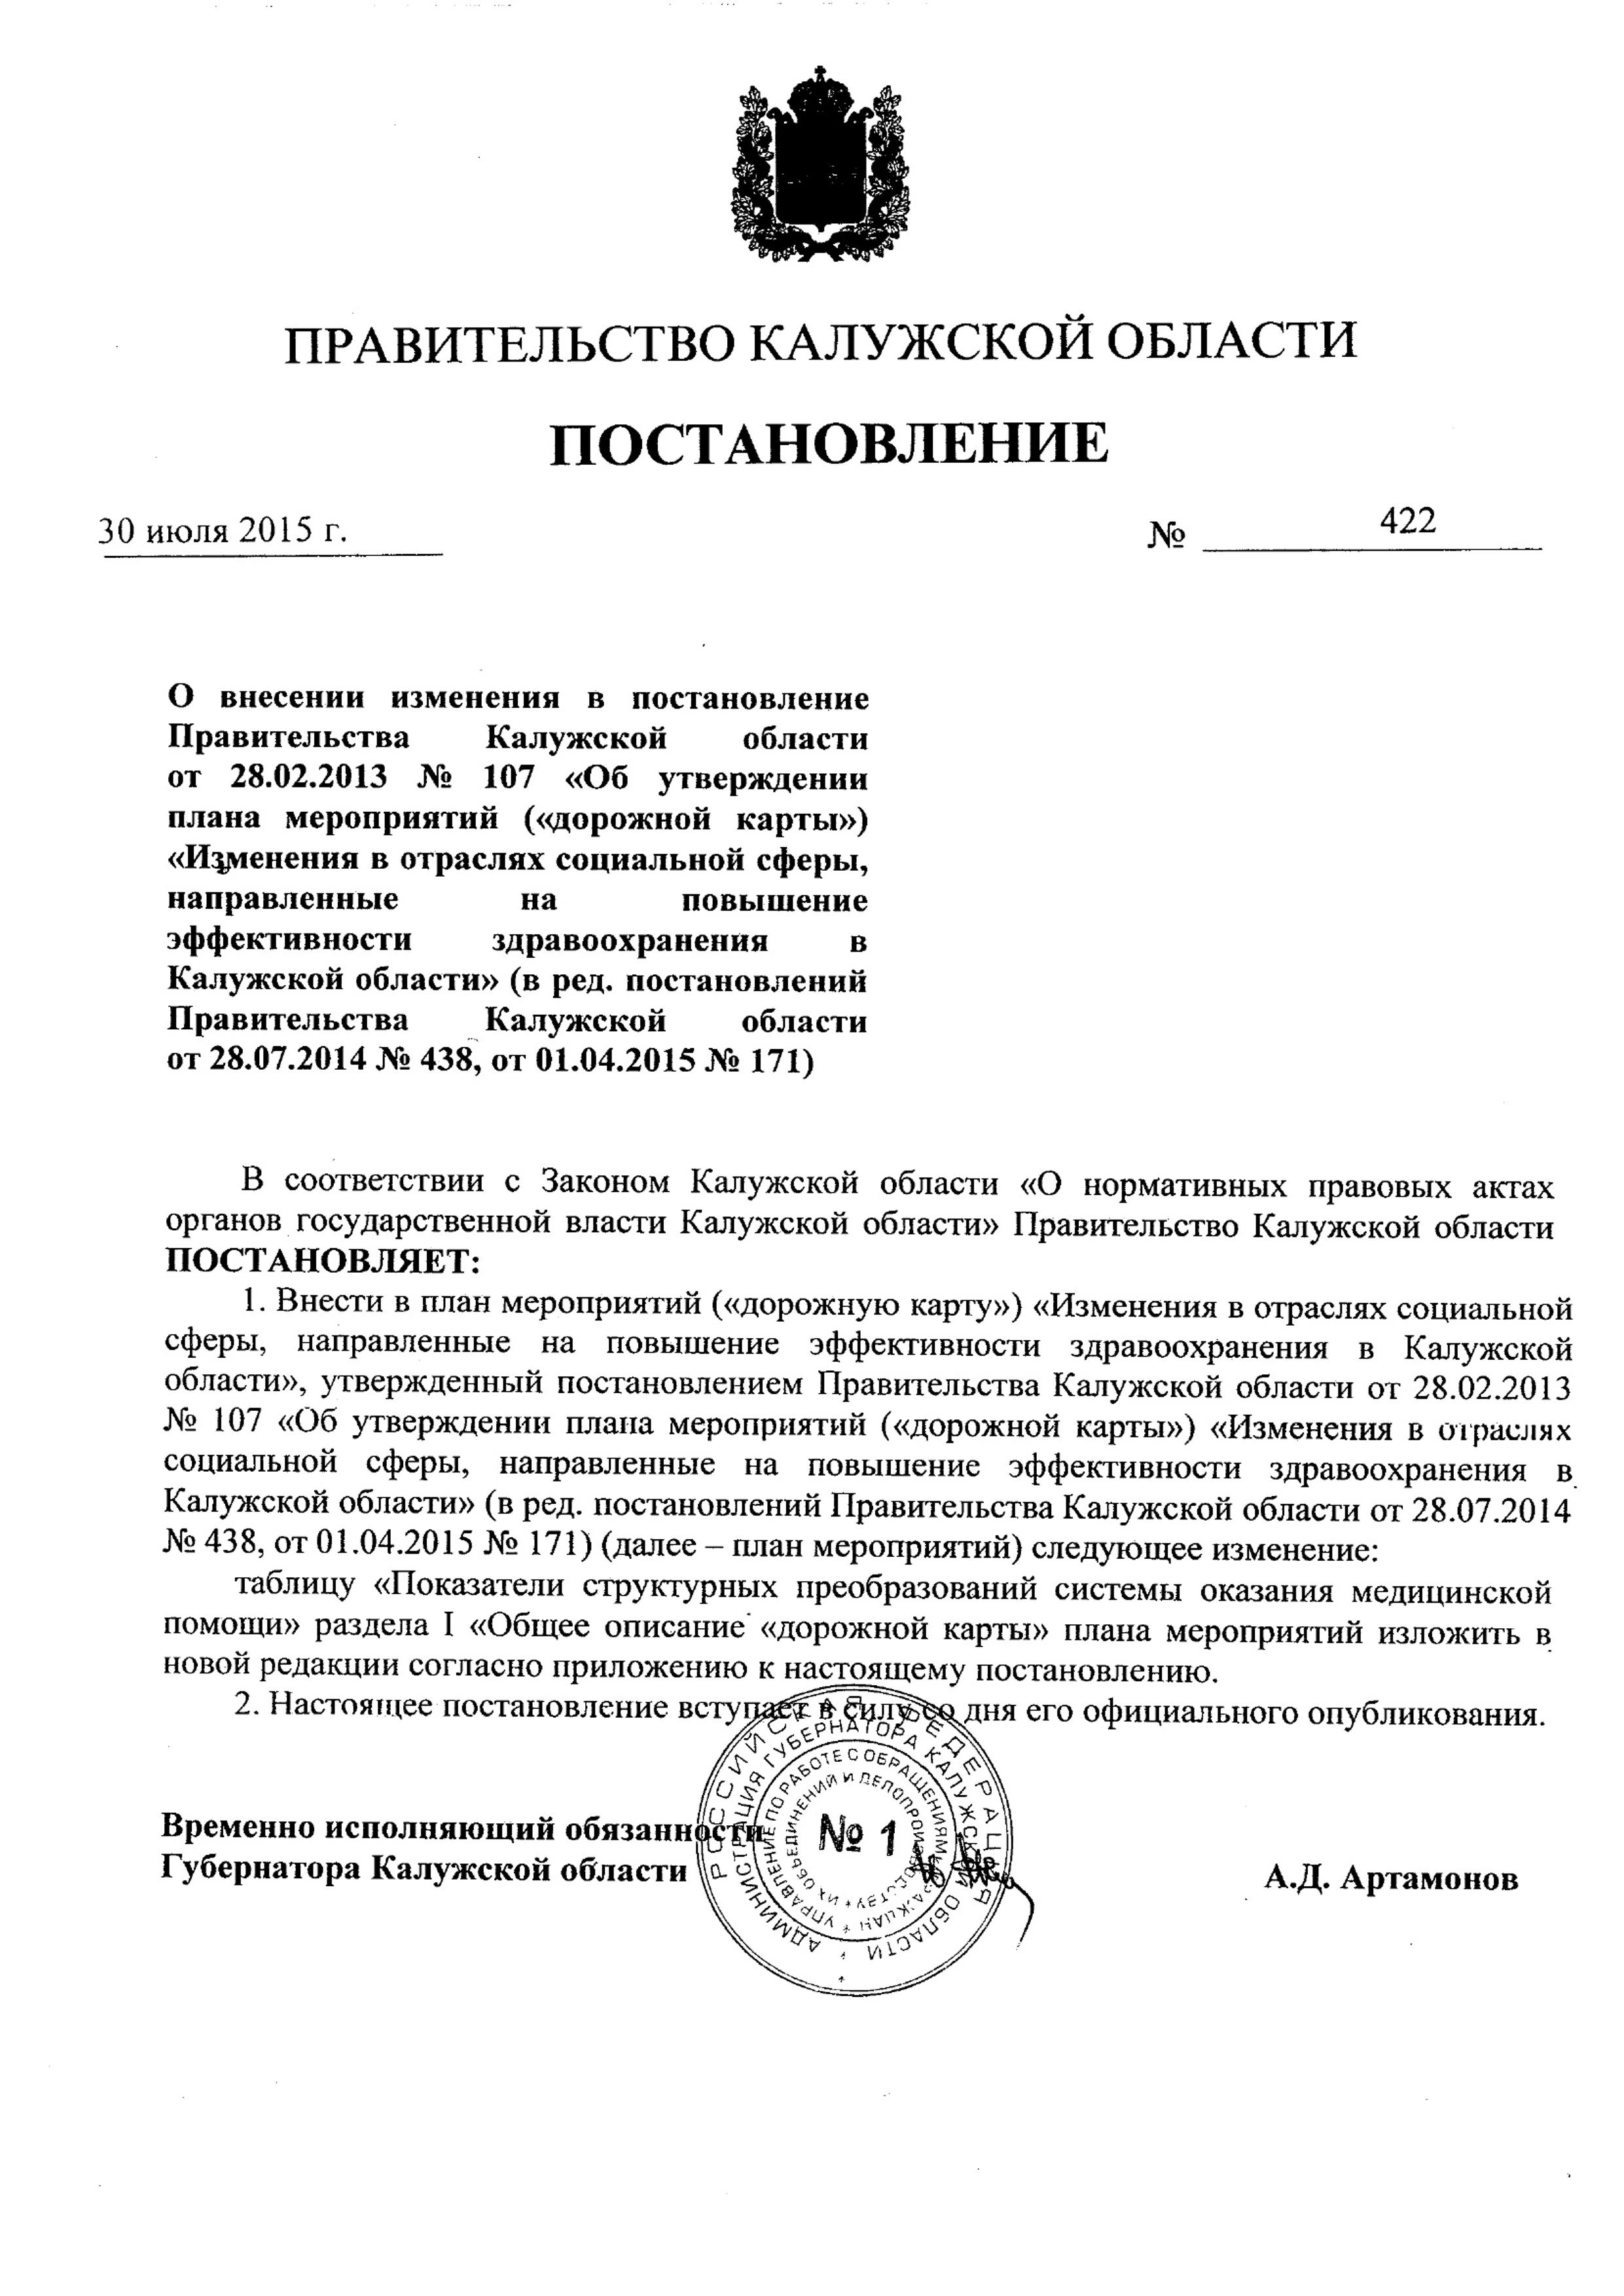 ПРАВИТЕЛЬСТВО КАЛУЖСКОЙ ОБЛАСТИ
ПОСТАНОВЛЕНИЕ
30 июля 2015 г.
№ 422
О внесении изменения в постановление
Правительства Калужской области
от 28.02.2013 № 107 «Об утверждении
плана мероприятий («дорожной карты»)
«Изменения в отраслях социальной сферы,
направленные на повышение
эффективности здравоохранения в
Калужской области» (в ред. постановлений
Правительства Калужской области
от 28.07.2014 № 438, от 01.04.2015 № 171)
В соответствии с Законом Калужской области «О нормативных правовых актах
органов государственной власти Калужской области» Правительство Калужской области
ПОСТАНОВЛЯЕТ:
1. Внести в план мероприятий («дорожную карту») «Изменения в отраслях социальной
сферы, направленные на повышение эффективности здравоохранения в Калужской
области», утвержденный постановлением Правительства Калужской области от 28.02.2013
№ 107 «Об утверждении плана мероприятий («дорожной карты») «Изменения в отраслях
социальной сферы, направленные на повышение эффективности здравоохранения в
Калужской области» (в ред. постановлений Правительства Калужской области от 28.07.2014
№ 438, от 01.04.2015 № 171) (далее – план мероприятий) следующее изменение:
таблицу «Показатели структурных преобразований системы оказания медицинской
помощи» раздела I «Общее описание «дорожной карты» плана мероприятий изложить в
новой редакции согласно приложению к настоящему постановлению.
2. Настоящее постановление вступает в силу со дня его официального опубликования.
Временно исполняющий обязанности
Губернатора Калужской области
А.Д. Артамонов
РОССИЙСКАЯ ФЕДЕРАЦИЯ
АДМИНИСТРАЦИЯ ГУБЕРНАТОРА КАЛУЖСКОЙ ОБЛАСТИ
УПРАВЛЕНИЕ ПО РАБОТЕ С ОБРАЩЕНИЯМИ ГРАЖДАН
ИХ ОБЪЕДИНЕНИЙ И ДЕЛОПРОИЗВОДСТВУ
№ 1